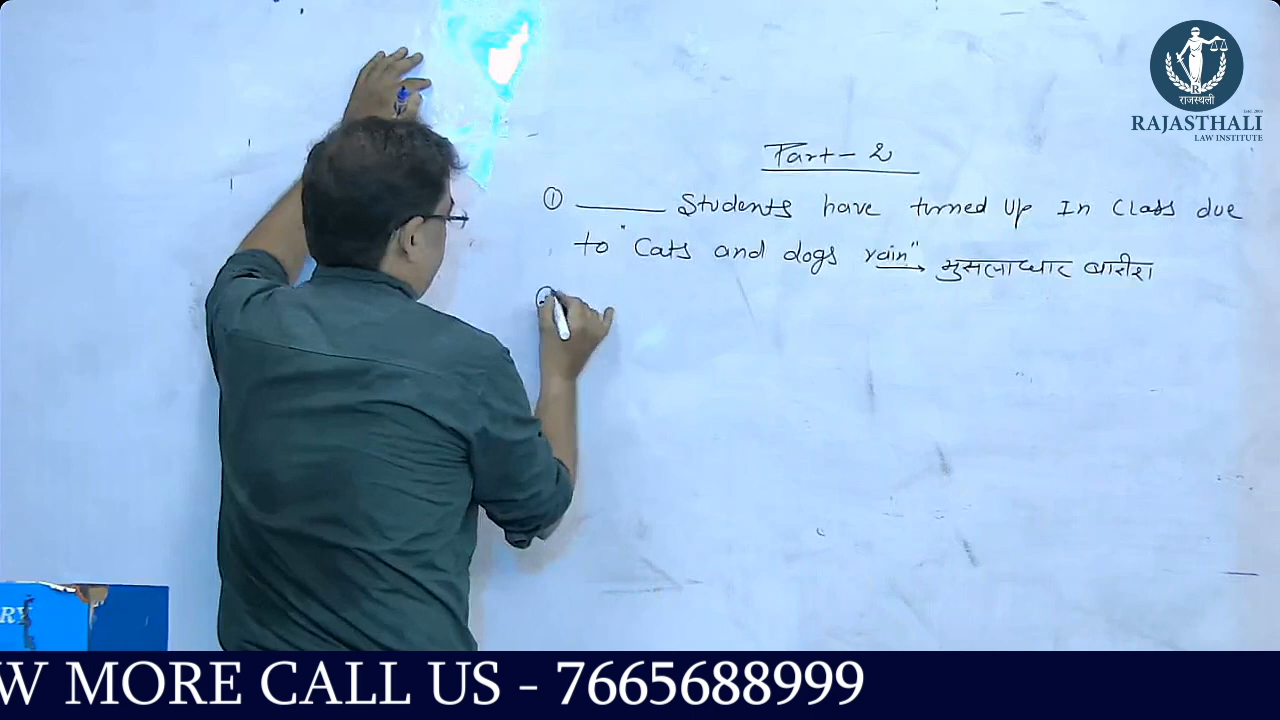 राजस्थली
RAJASTHALI
LAW INSTITUTE
Part - 2
① ______ Students have turned up In Class due
to "Cats and dogs rain" → मुसलाधार बारीश
RY
W MORE CALL US - 7665688999